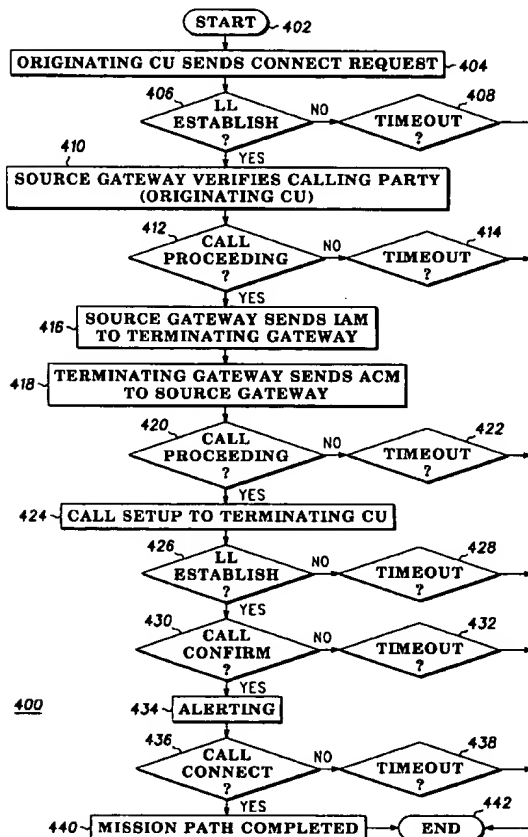 START
402
ORIGINATING CU SENDS CONNECT REQUEST
404
406
LL
ESTABLISH
?
NO
408
TIMEOUT
?
YES
410
SOURCE GATEWAY VERIFIES CALLING PARTY
(ORIGINATING CU)
412
CALL
PROCEEDING
?
NO
414
TIMEOUT
?
YES
416
SOURCE GATEWAY SENDS IAM
TO TERMINATING GATEWAY
418
TERMINATING GATEWAY SENDS ACM
TO SOURCE GATEWAY
420
CALL
PROCEEDING
?
NO
422
TIMEOUT
?
YES
424
CALL SETUP TO TERMINATING CU
426
LL
ESTABLISH
?
NO
428
TIMEOUT
?
YES
430
CALL
CONFIRM
?
NO
432
TIMEOUT
?
YES
400
434
ALERTING
436
CALL
CONNECT
?
NO
438
TIMEOUT
?
YES
440
MISSION PATH COMPLETED
END
442